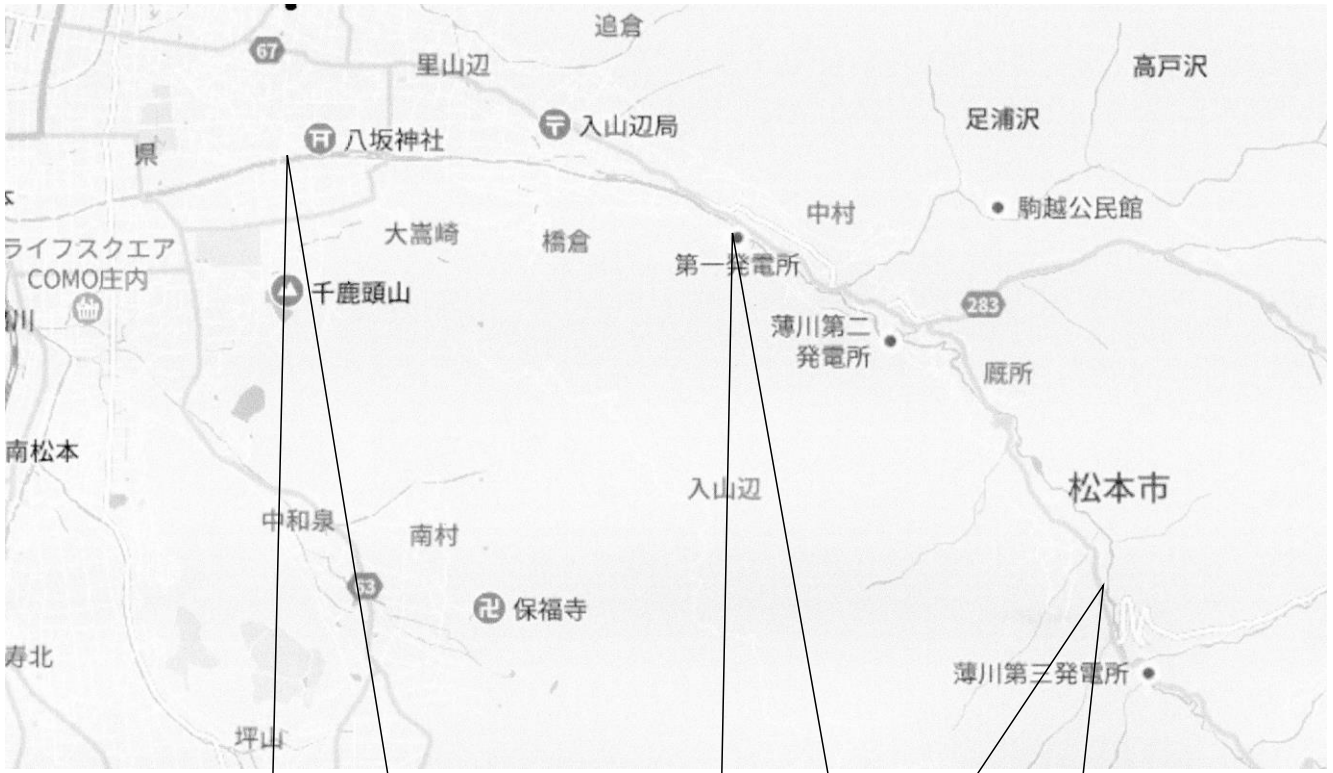 追倉
67
里山辺
高戸沢
足浦沢
入山辺局
八坂神社
県
駒越公民館
中村
大嵩崎
橋倉
ライフスクエア
COMO庄内
第一発電所
千鹿頭山
283
川
薄川第二
発電所
厩所
南松本
入山辺
松本市
中和泉
南村
63
卍 保福寺
寿北
薄川第三発電所
坪山